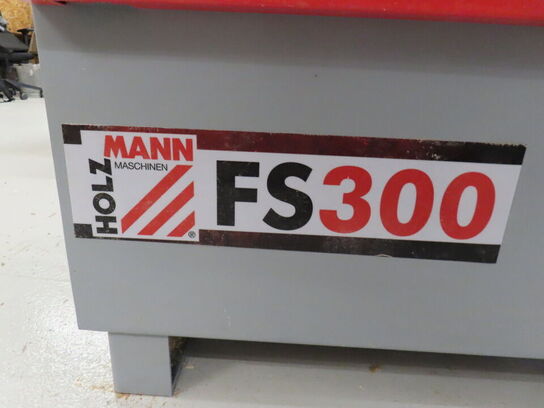 HOLZ
MANN
MASCHINEN
®
FS300